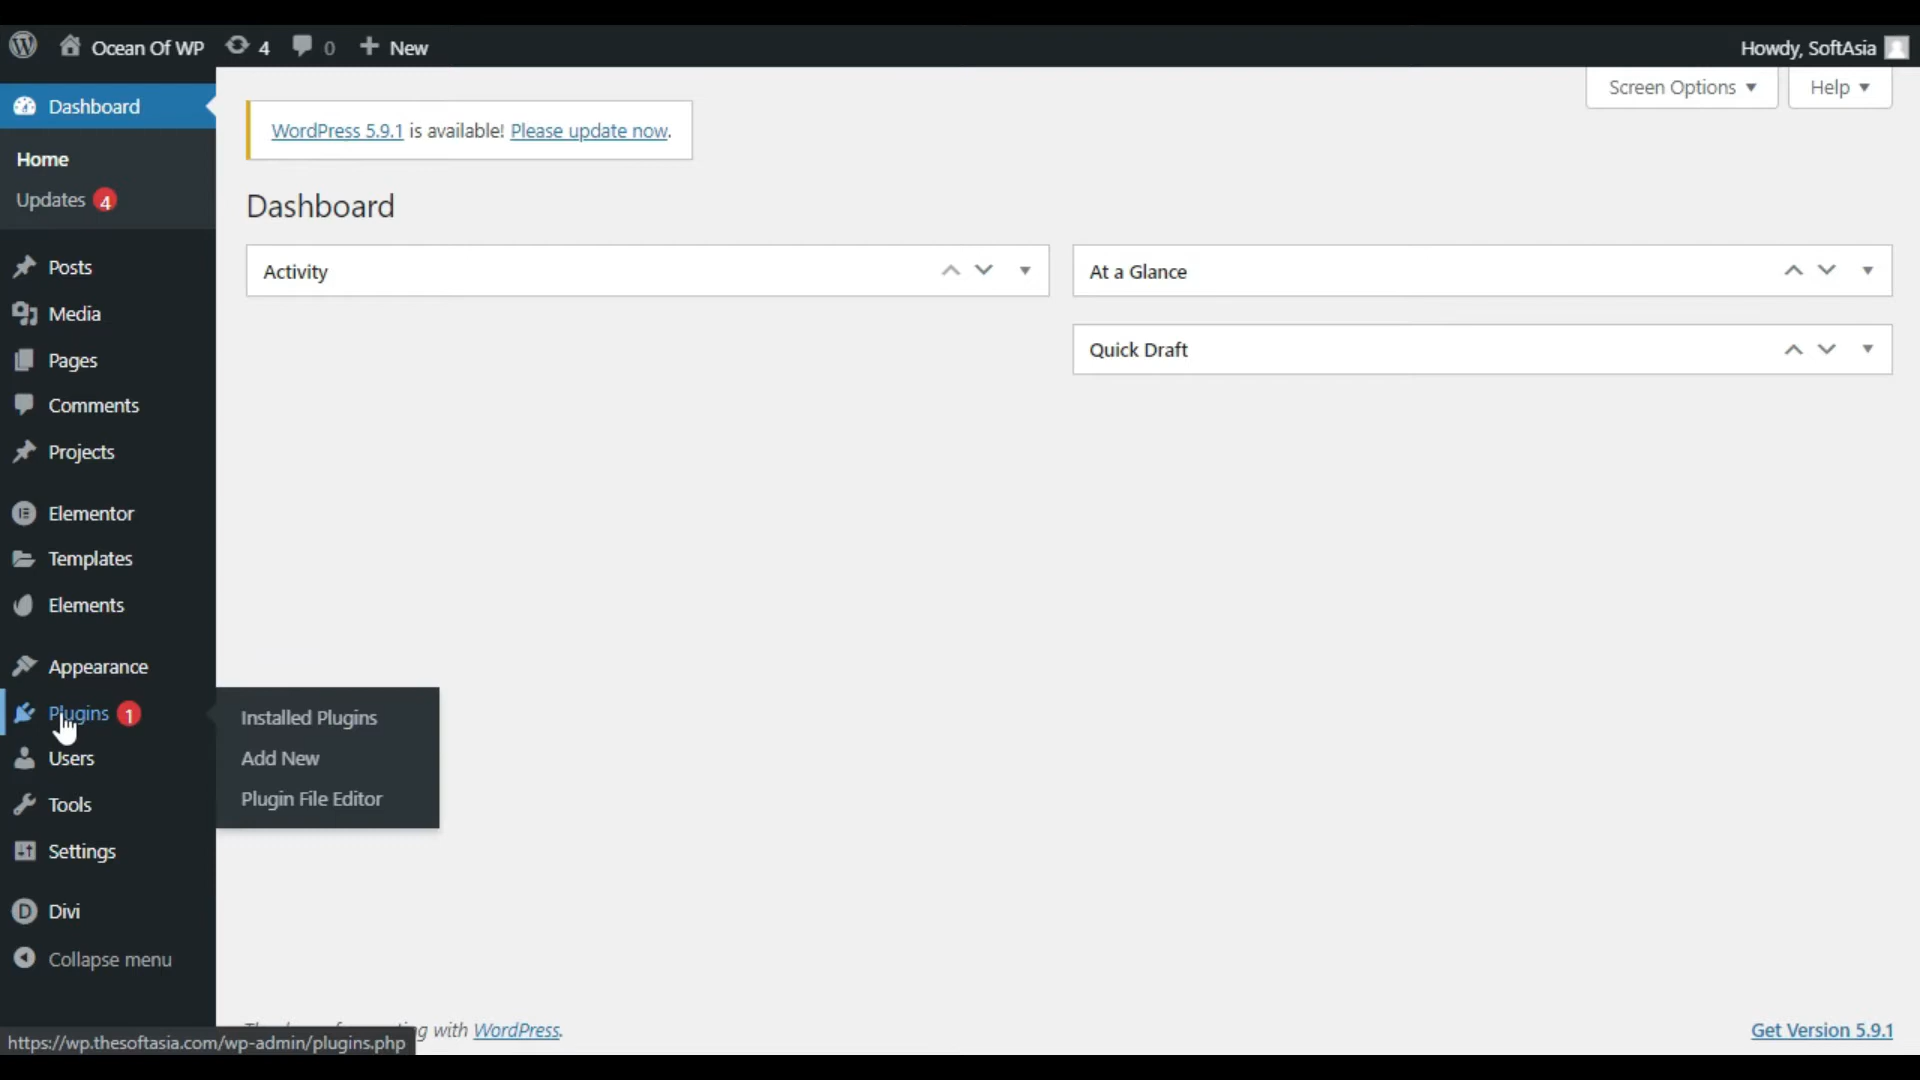 Ocean Of WP 4 0 New
Howdy, SoftAsia
Screen Options Help
Dashboard
Home
Updates 4
Posts
Media
Pages
Comments
Projects
Elementor
Templates
Elements
Appearance
Plugins 1
Users
Tools
Settings
Divi
Collapse menu
Installed Plugins
Add New
Plugin File Editor
WordPress 5.9.1 is available! Please update now.
Dashboard
Activity
At a Glance
Quick Draft
with WordPress.
Get Version 5.9.1
https://wp.thesoftasia.com/wp-admin/plugins.php